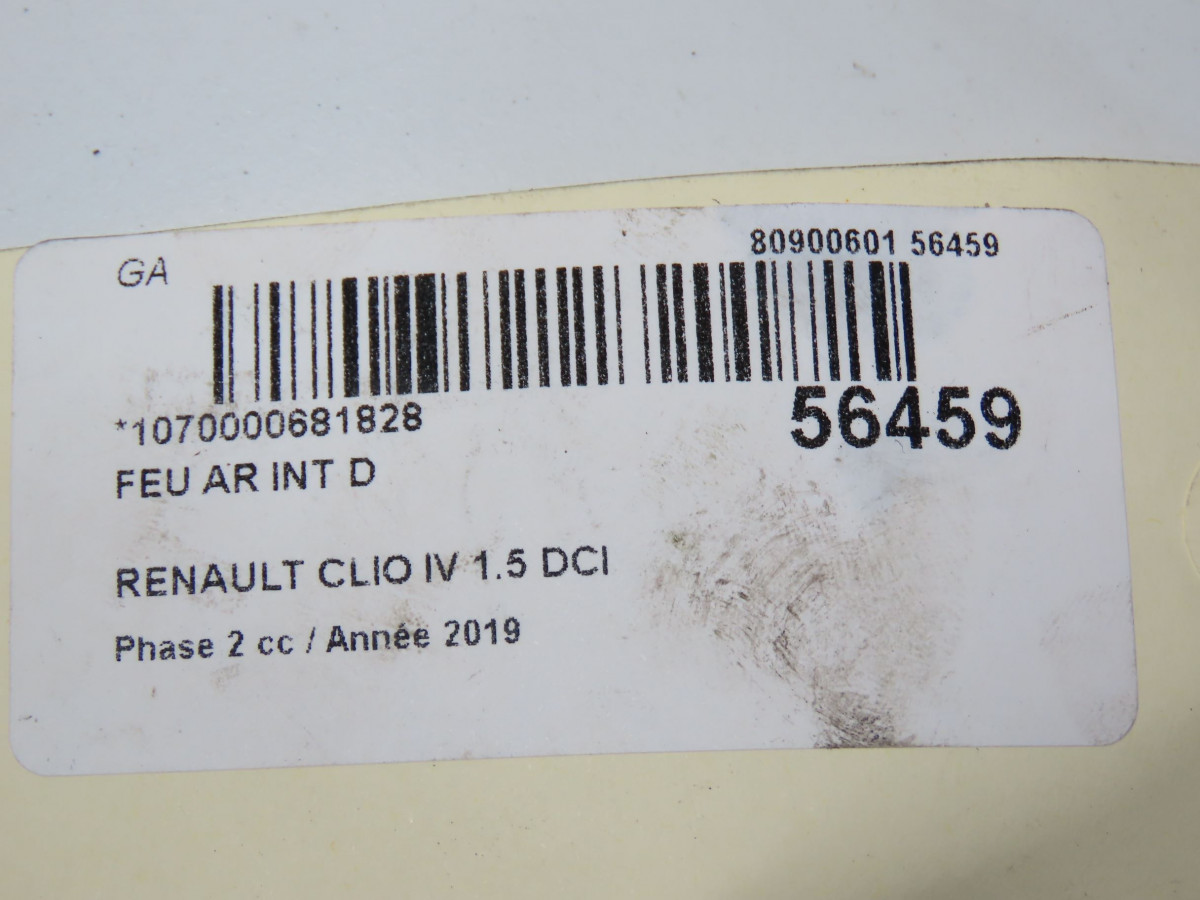 GA
80900601 56459
*1070000681828
56459
FEU AR INT D
RENAULT CLIO IV 1.5 DCI
Phase 2 cc / Année 2019